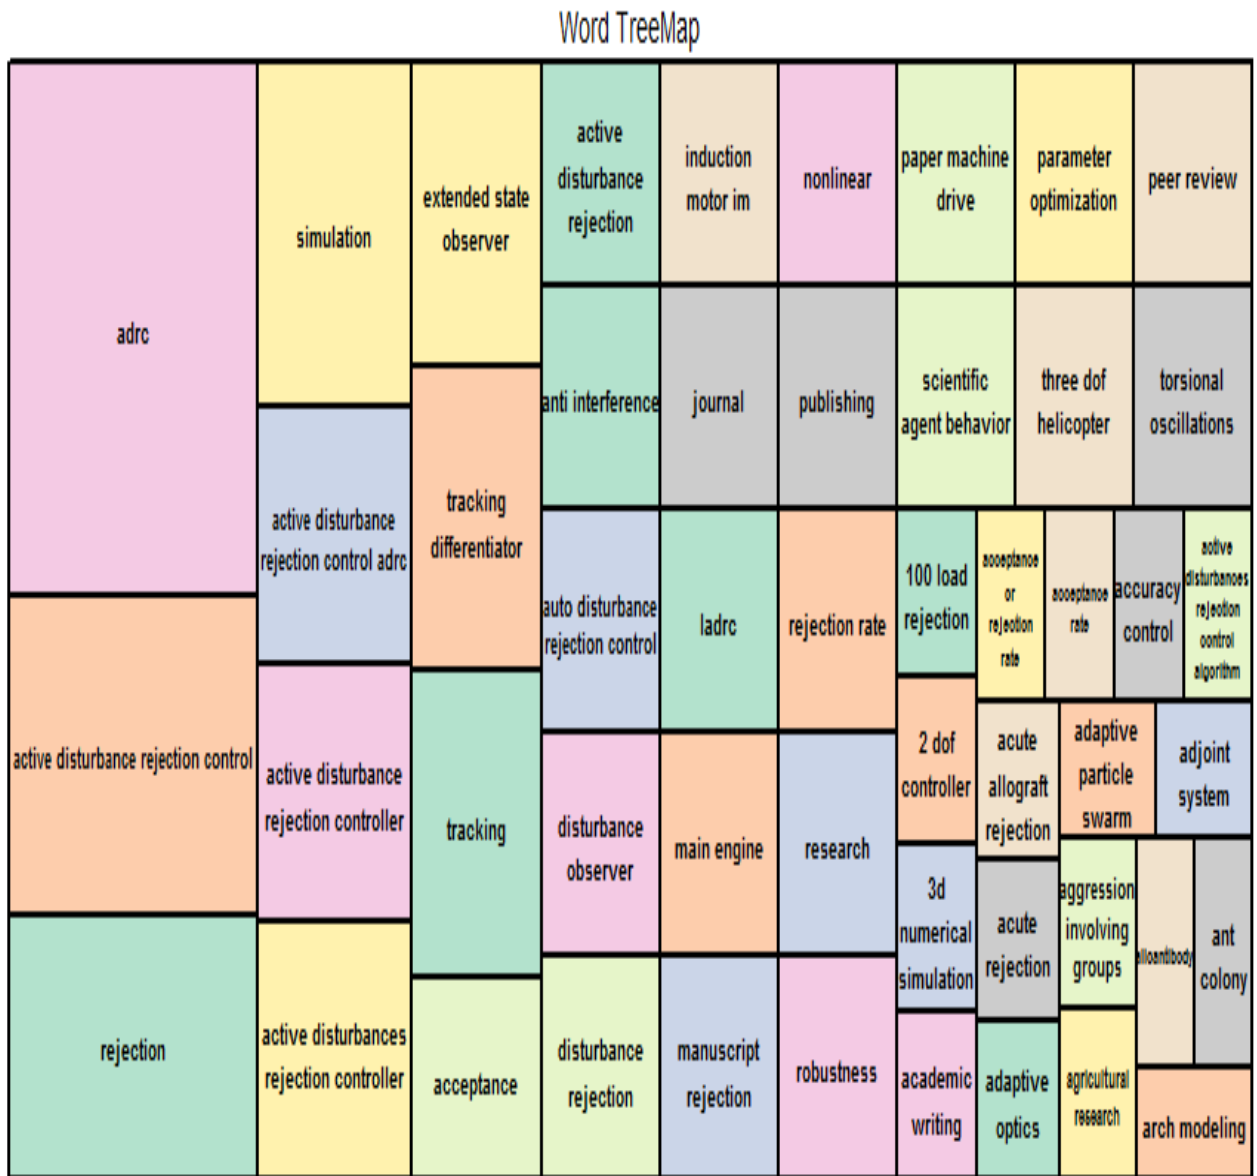 Word TreeMap
adrc
active disturbance rejection control
rejection
simulation
active disturbance
rejection control adrc
active disturbance
rejection controller
active disturbances
rejection controller
extended state
observer
tracking
differentiator
tracking
acceptance
active
disturbance
rejection
induction
motor im
nonlinear
paper machine
drive
parameter
optimization
peer review
anti interference
journal
publishing
scientific
agent behavior
three dof
helicopter
torsional
oscillations
auto disturbance
rejection control
ladrc
rejection rate
disturbance
observer
main engine
research
disturbance
rejection
manuscript
rejection
robustness
100 load
rejection
2 dof
controller
3d
numerical
simulation
academic
writing
acceptance
or
rejection
rate
acceptance
rate
accuracy
control
active
disturbances
rejection
control
algorithm
acute
allograft
rejection
adaptive
particle
swarm
adjoint
system
acute
rejection
adaptive
optics
aggression
involving
groups
agricultural
research
alloantibody
ant
colony
arch modeling